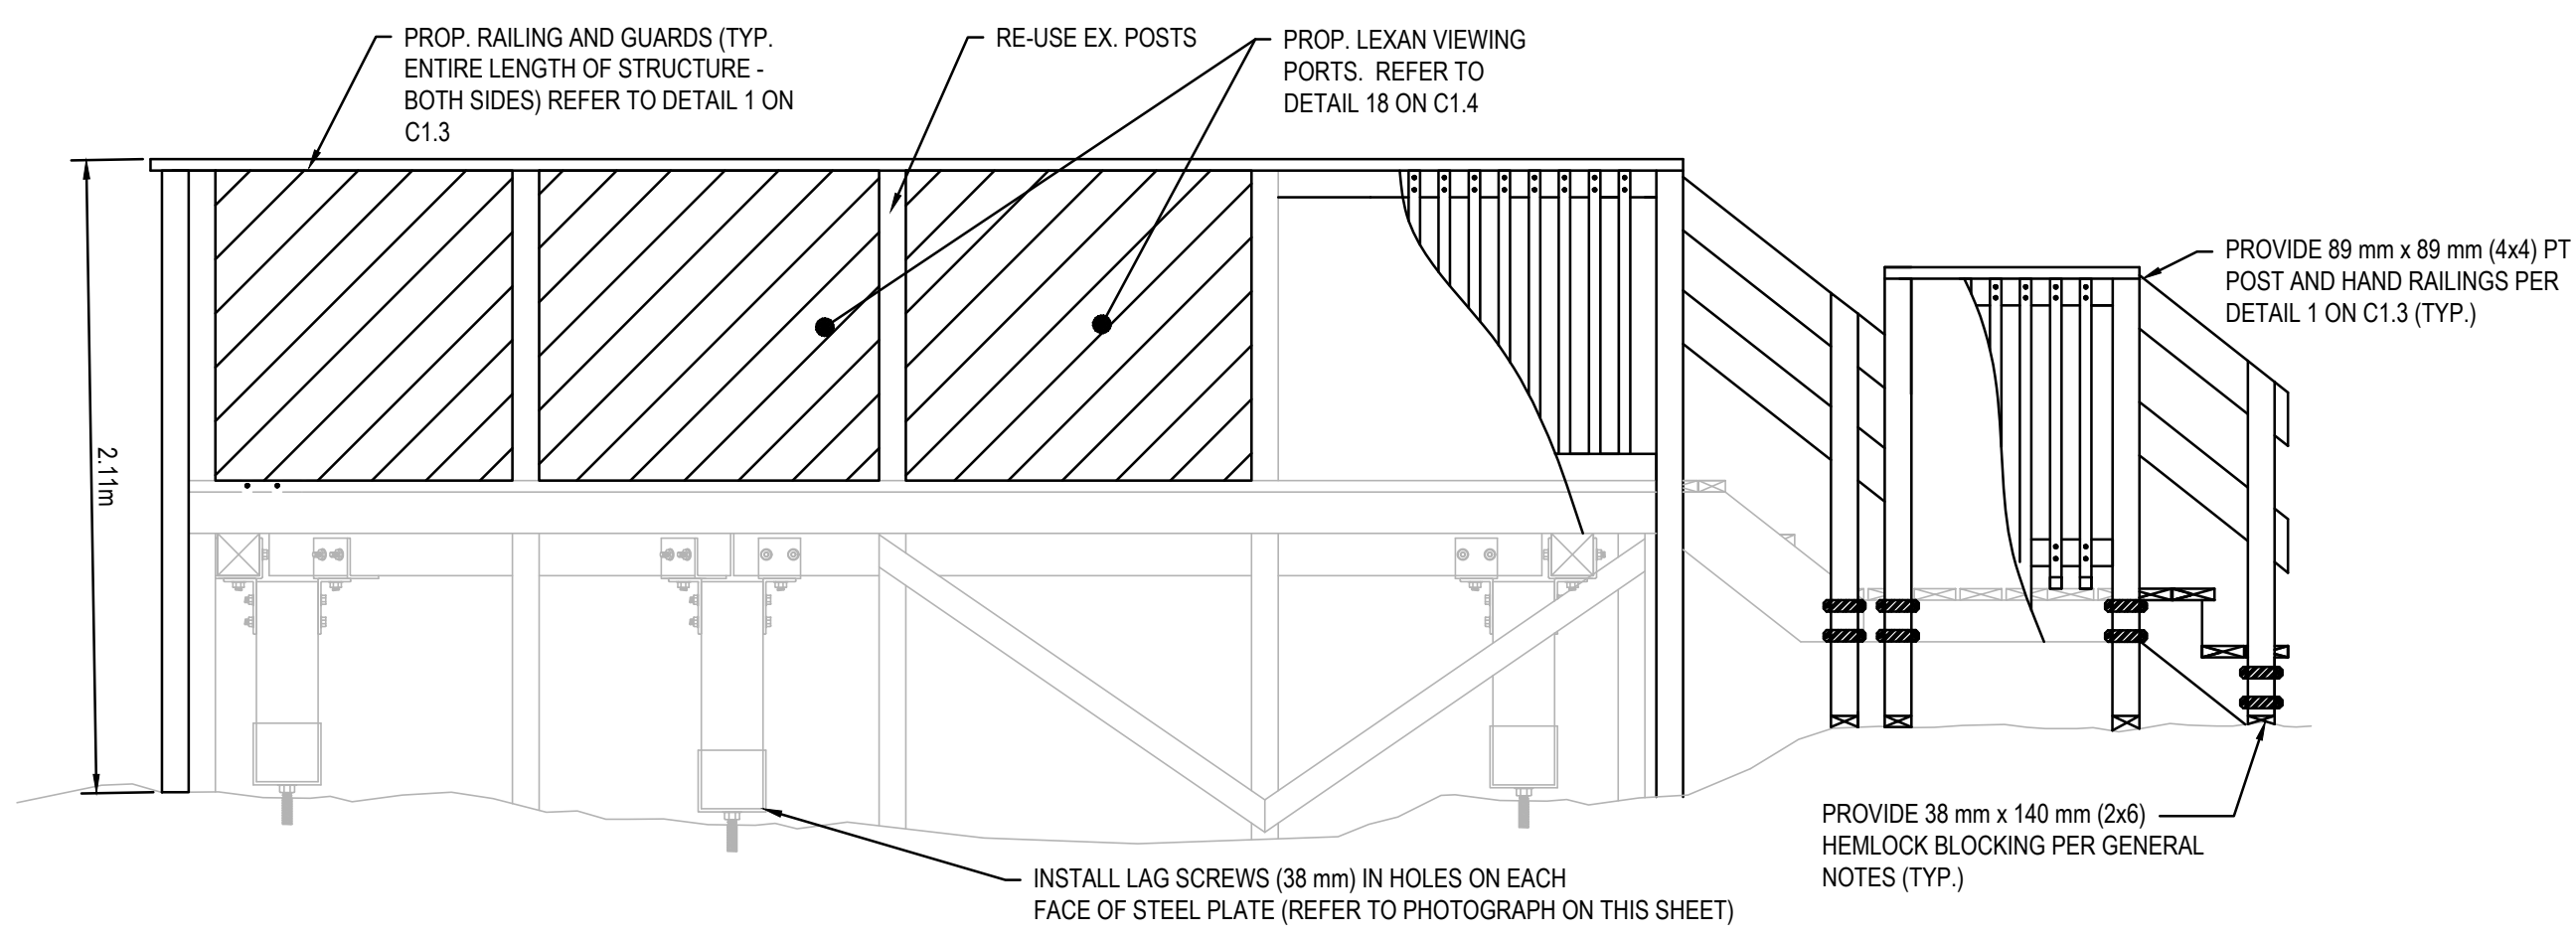 PROP. RAILING AND GUARDS (TYP.
ENTIRE LENGTH OF STRUCTURE -
BOTH SIDES) REFER TO DETAIL 1 ON
C1.3
RE-USE EX. POSTS
PROP. LEXAN VIEWING
PORTS.  REFER TO
DETAIL 18 ON C1.4
PROVIDE 89 mm x 89 mm (4x4) PT
POST AND HAND RAILINGS PER
DETAIL 1 ON C1.3 (TYP.)
2.11m
PROVIDE 38 mm x 140 mm (2x6)
HEMLOCK BLOCKING PER GENERAL
NOTES (TYP.)
INSTALL LAG SCREWS (38 mm) IN HOLES ON EACH
FACE OF STEEL PLATE (REFER TO PHOTOGRAPH ON THIS SHEET)